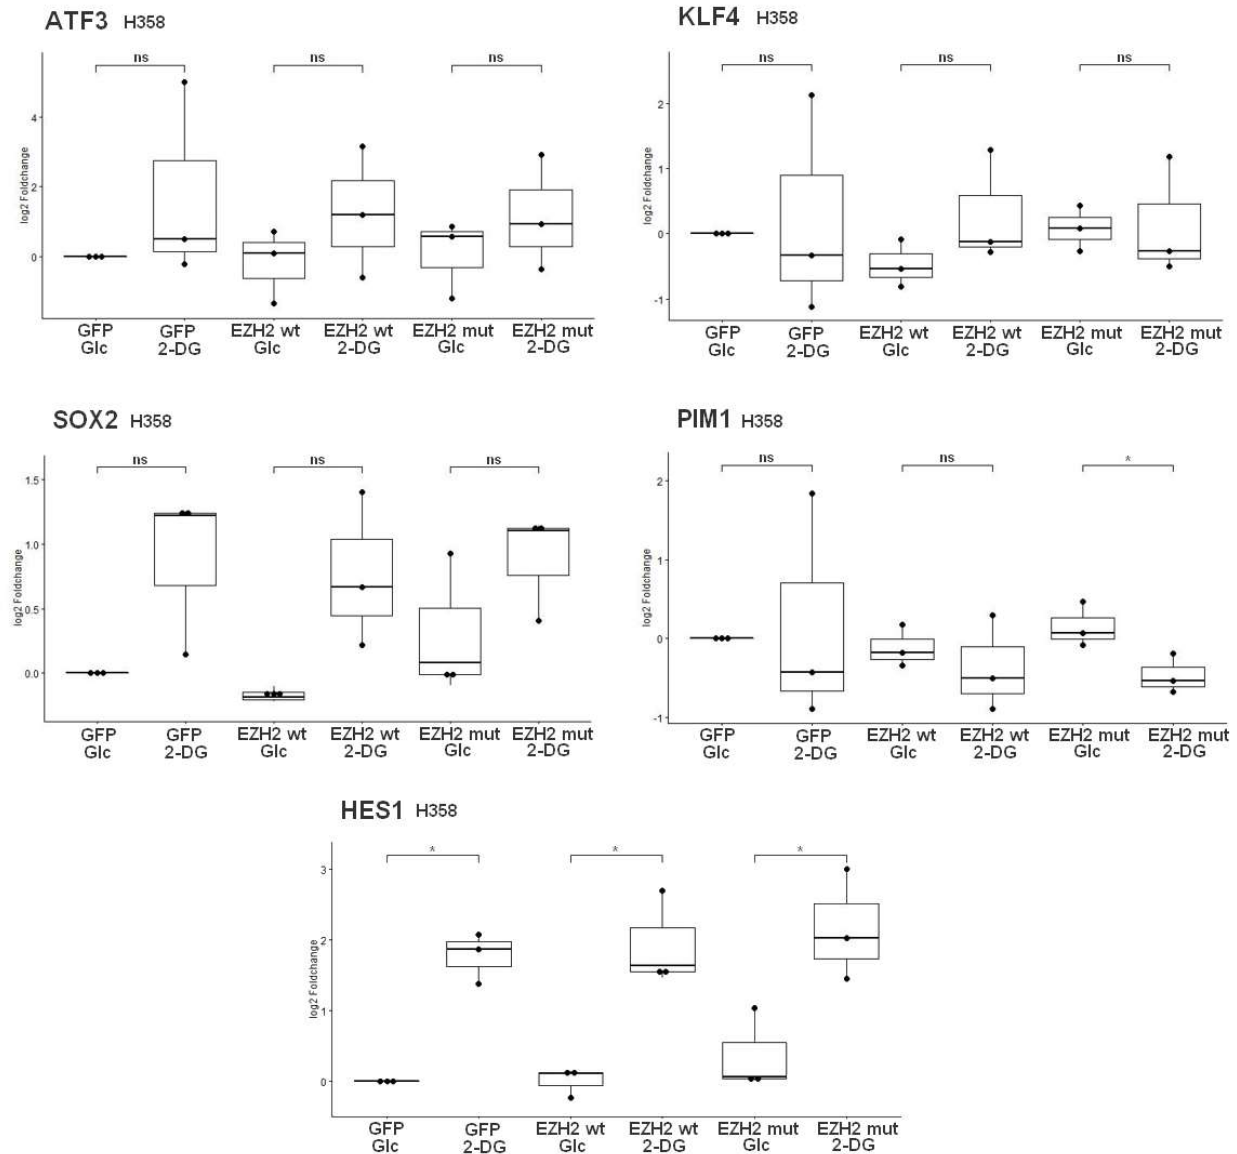 ATF3 H358
ns ns ns
log2 Foldchange
4
2
0
GFP Glc
GFP 2-DG
EZH2 wt Glc
EZH2 wt 2-DG
EZH2 mut Glc
EZH2 mut 2-DG
KLF4 H358
ns ns ns
log2 Foldchange
2
1
0
-1
GFP Glc
GFP 2-DG
EZH2 wt Glc
EZH2 wt 2-DG
EZH2 mut Glc
EZH2 mut 2-DG
SOX2 H358
ns ns ns
log2 Foldchange
1.5
1.0
0.5
0.0
GFP Glc
GFP 2-DG
EZH2 wt Glc
EZH2 wt 2-DG
EZH2 mut Glc
EZH2 mut 2-DG
PIM1 H358
ns ns *
log2 Foldchange
2
1
0
-1
GFP Glc
GFP 2-DG
EZH2 wt Glc
EZH2 wt 2-DG
EZH2 mut Glc
EZH2 mut 2-DG
HES1 H358
* * *
log2 Foldchange
3
2
1
0
GFP Glc
GFP 2-DG
EZH2 wt Glc
EZH2 wt 2-DG
EZH2 mut Glc
EZH2 mut 2-DG